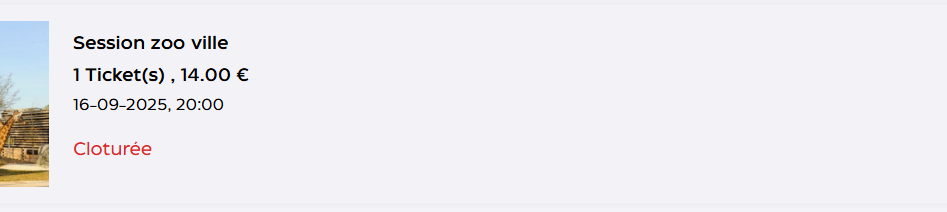 Session zoo ville
1 Ticket(s) , 14.00 €
16-09-2025, 20:00
Cloturée